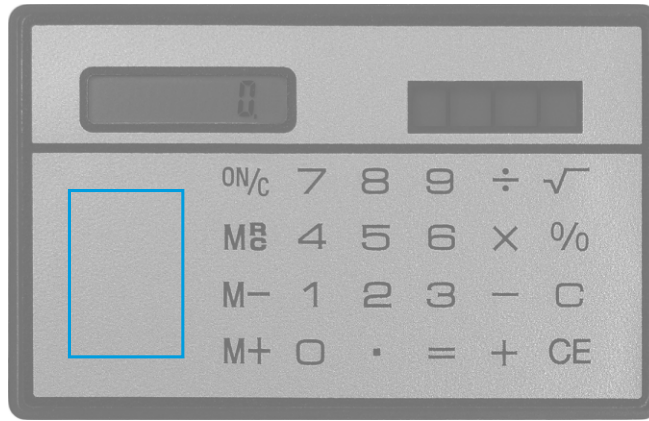 0.
ON/C 7 8 9 ÷ √
MRC 4 5 6 × %
M− 1 2 3 − C
M+ 0 · = + CE